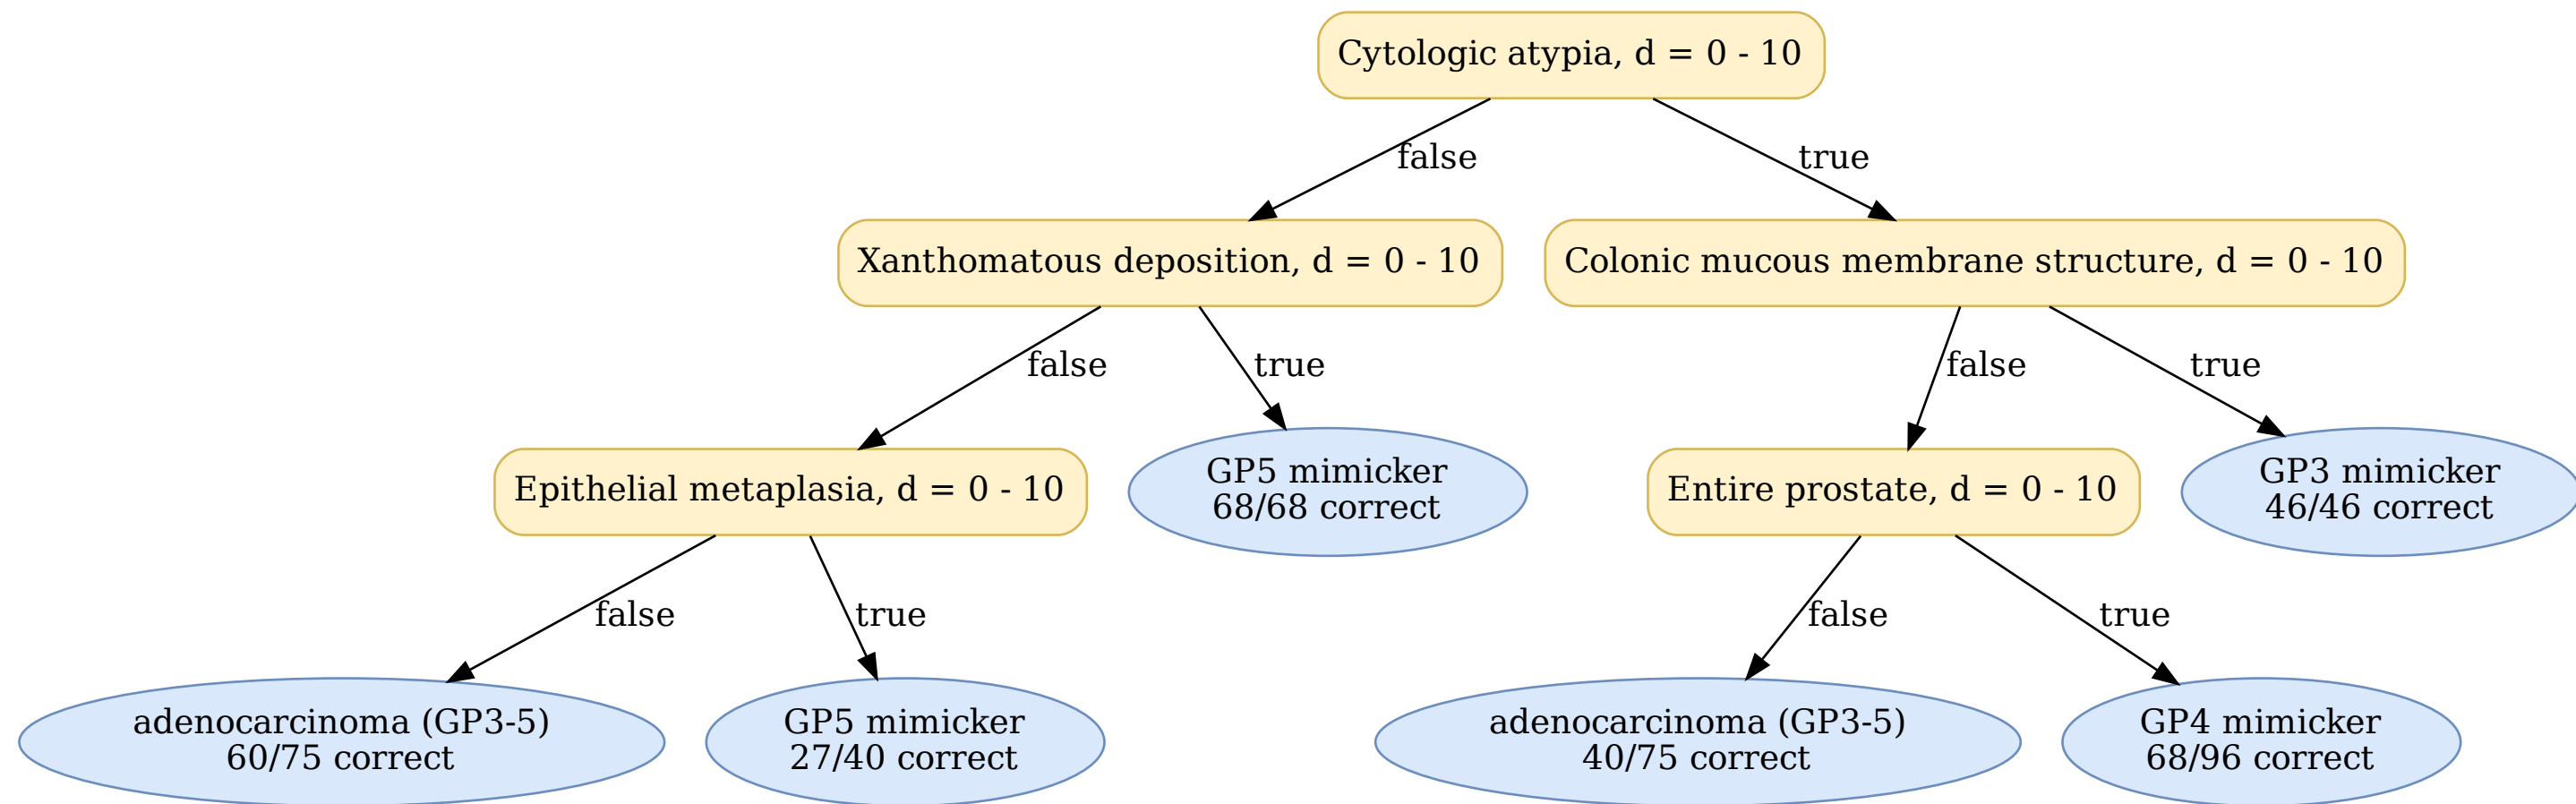 Cytologic atypia, d = 0 - 10
false
true
Xanthomatous deposition, d = 0 - 10
Colonic mucous membrane structure, d = 0 - 10
false
true
false
true
Epithelial metaplasia, d = 0 - 10
GP5 mimicker
68/68 correct
Entire prostate, d = 0 - 10
GP3 mimicker
46/46 correct
false
true
false
true
adenocarcinoma (GP3-5)
60/75 correct
GP5 mimicker
27/40 correct
adenocarcinoma (GP3-5)
40/75 correct
GP4 mimicker
68/96 correct